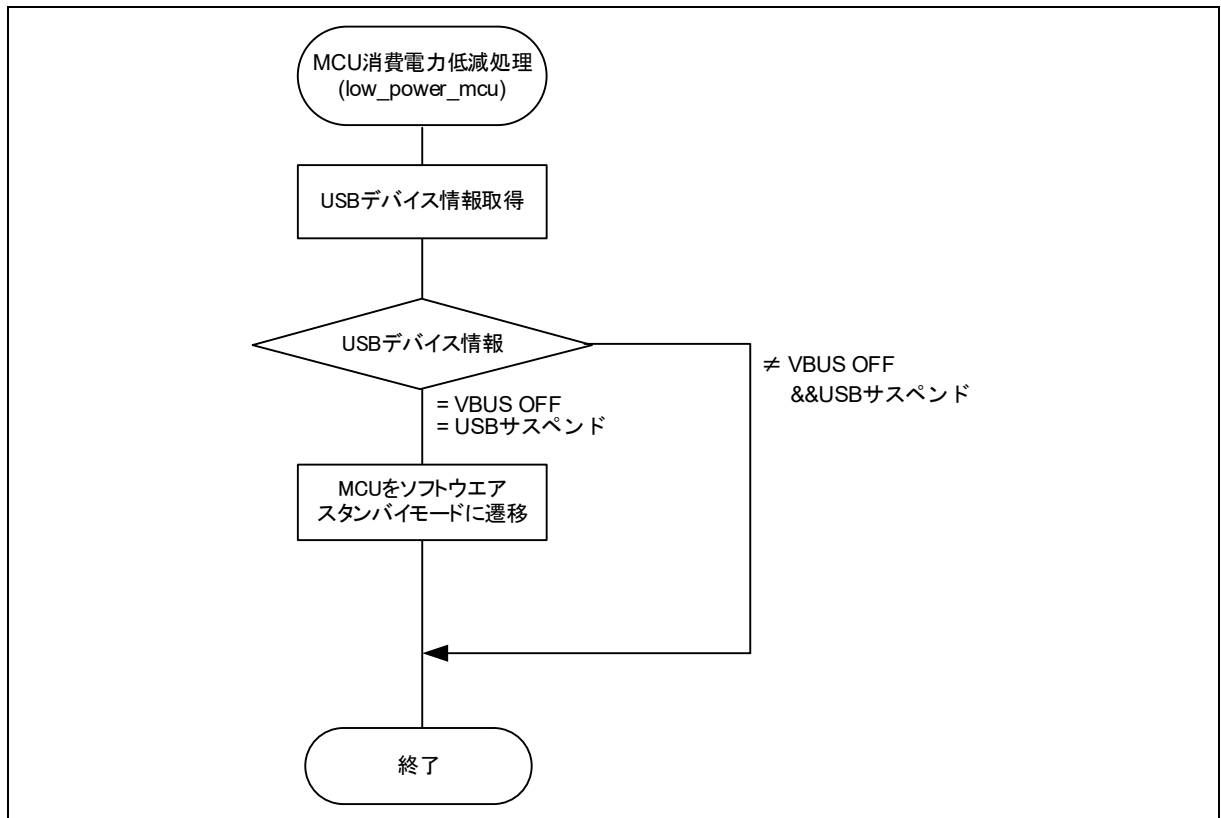 MCU消費電力低減処理
(low_power_mcu)
USBデバイス情報取得
USBデバイス情報
≠ VBUS OFF
&&USBサスペンド
= VBUS OFF
= USBサスペンド
MCUをソフトウエア
スタンバイモードに遷移
終了